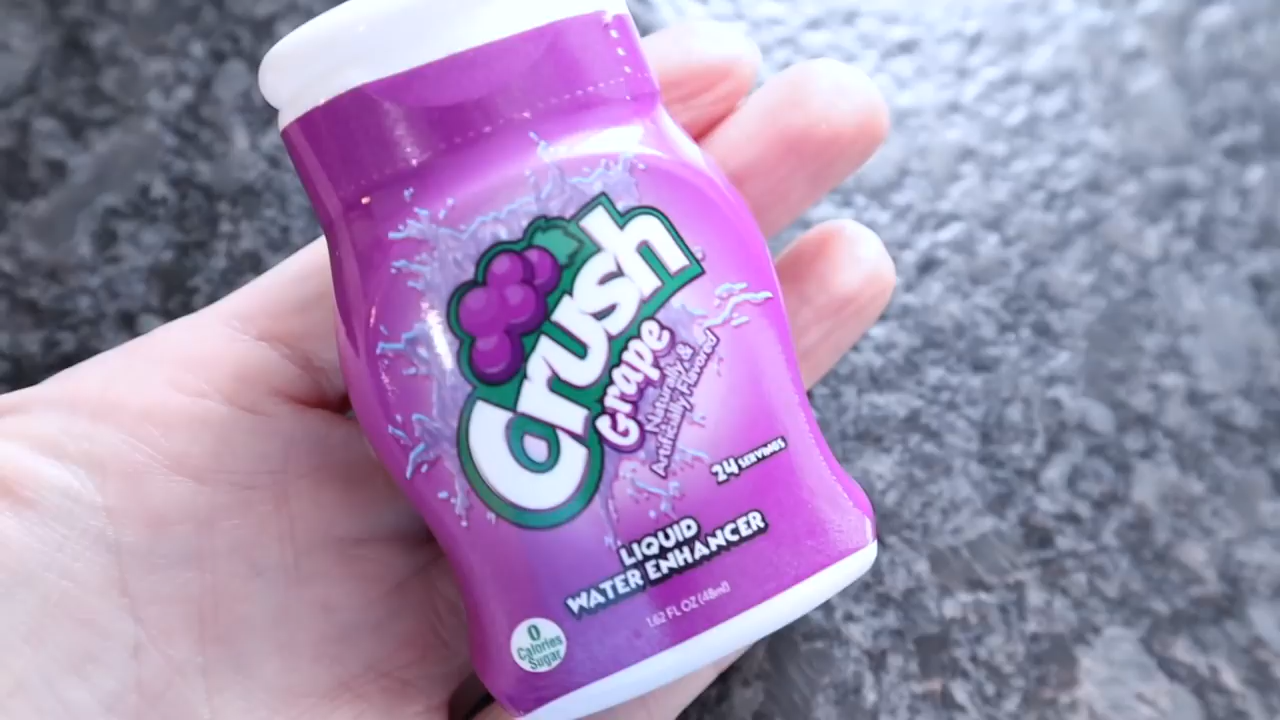 Crush
Grape
Naturally &
Artificially Flavored
24 SERVINGS
LIQUID
WATER ENHANCER
1.62 FL OZ (48ml)
0
Calories
Sugar